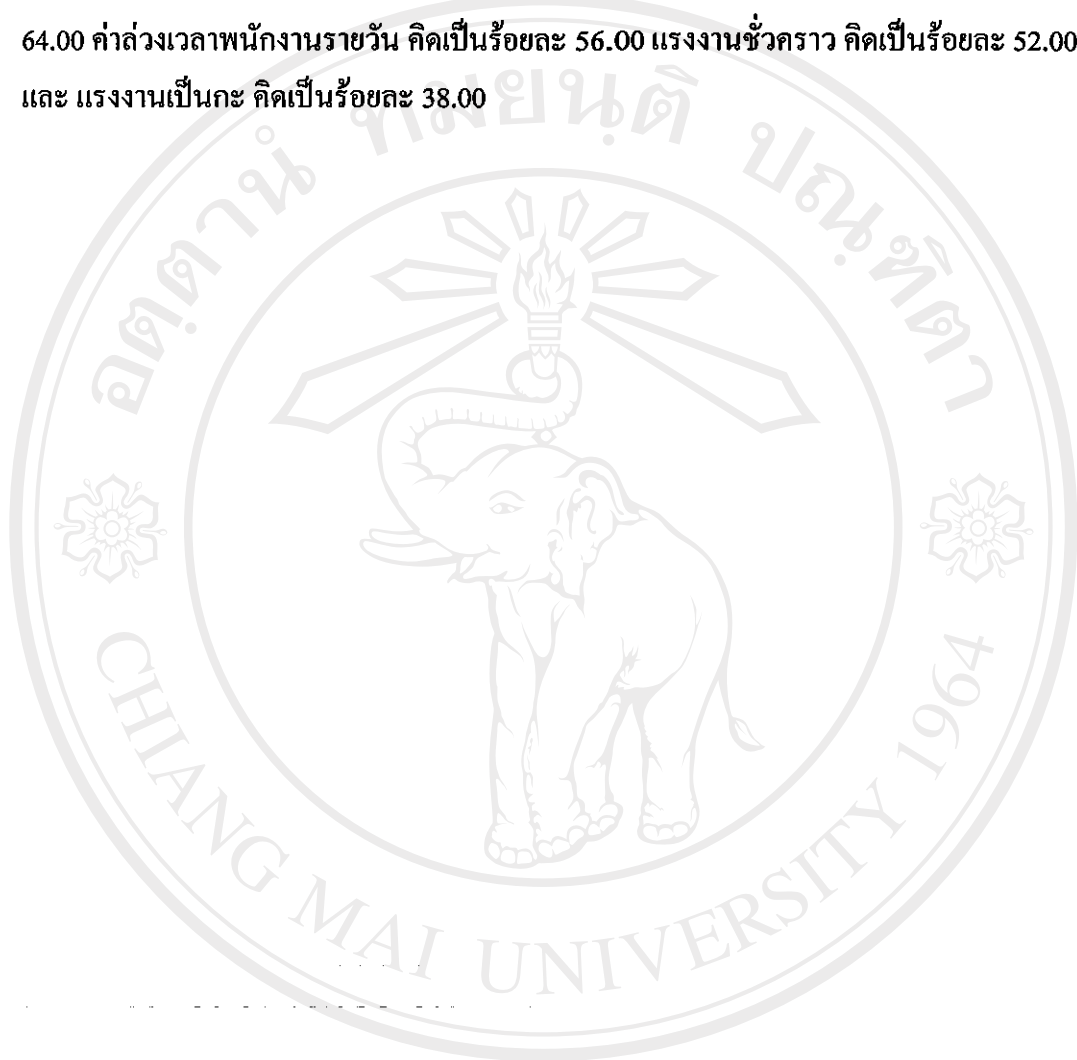 64.00 ค่าล่วงเวลาพนักงานรายวัน คิดเป็นร้อยละ 56.00 แรงงานชั่วคราว คิดเป็นร้อยละ 52.00
และ แรงงานเป็นกะ คิดเป็นร้อยละ 38.00
อตฺตานํ ทมยนฺติ ปณฺฑิตา
CHIANG MAI UNIVERSITY 1964